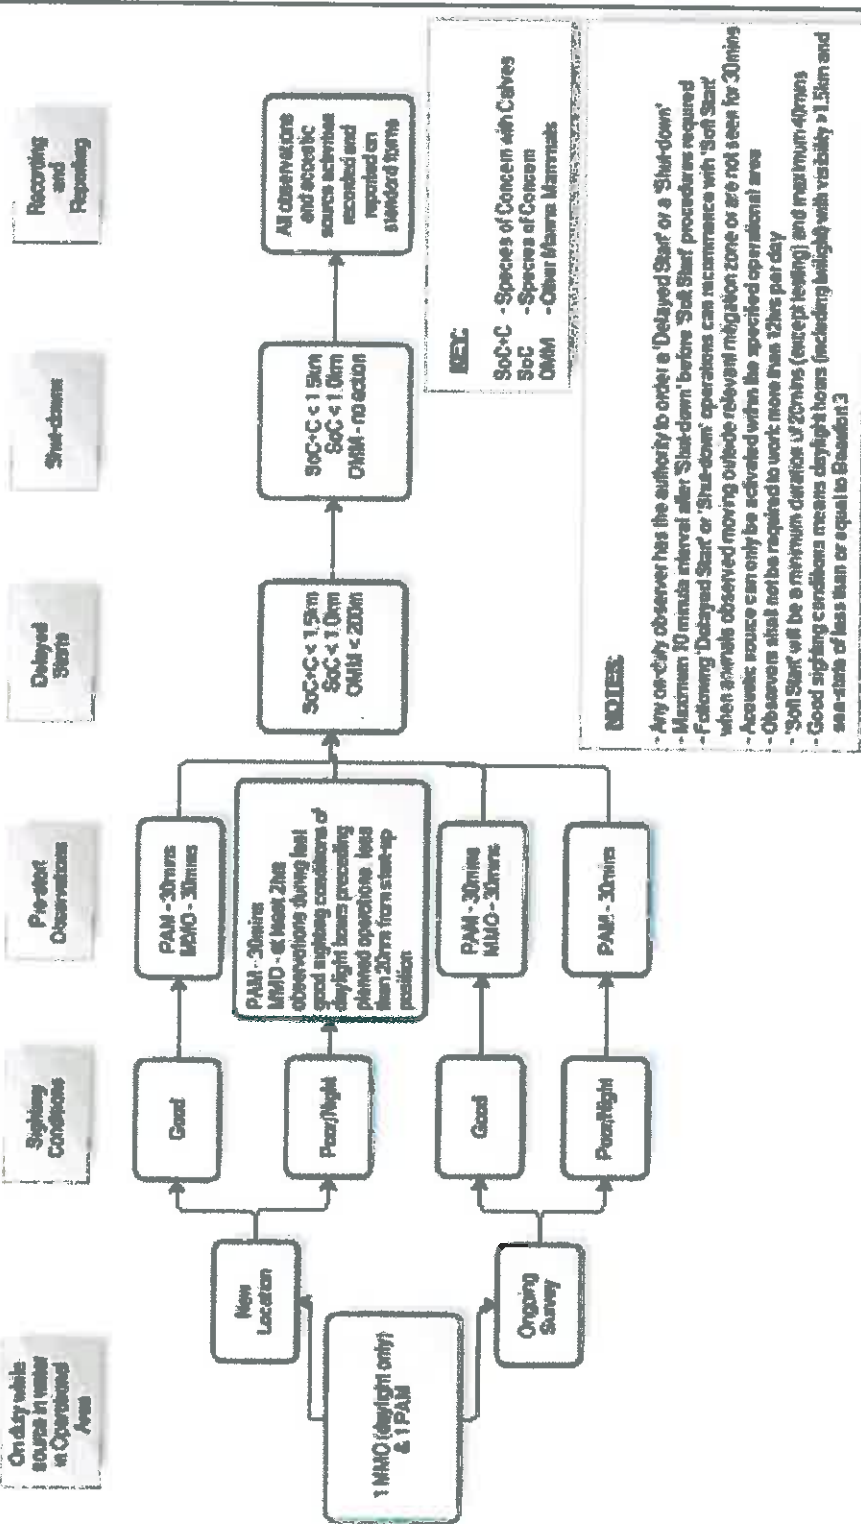 On duty while
source in water
in Operational
Area
Sighting
Conditions
Pre-start
Observations
Delayed
Starts
Shut-downs
Recording
and
Reporting
1 MMO (daylight only)
& 1 PAM
New
Location
Ongoing
Survey
Good
Poor/Night
Good
Poor/Night
PAM - 30mins
MMO - 30mins
PAM - 30mins
MMO - at least 2hrs
observations during last
good sighting conditions of
daylight hours preceding
planned operations, less
than 20nm from start-up
position
PAM - 30mins
MMO - 30mins
PAM - 30mins
SoC+C < 1.5km
SoC < 1.0km
OMM < 200m
SoC+C < 1.5km
SoC < 1.0km
OMM - no action
All observations
and acoustic
source activities
recorded and
reported on
standard forms
KEY:
SoC+C - Species of Concern with Calves
SoC - Species of Concern
OMM - Other Marine Mammals
NOTES:
- Any on-duty observer has the authority to order a 'Delayed Start' or a 'Shut-down'
- Maximum 10 minute interval after 'Shut-down' before 'Soft Start' procedures required
- Following 'Delayed Start' or 'Shut-down' operations can recommence with 'Soft Start'
when animals observed moving outside relevant mitigation zone or are not seen for 30mins
- Acoustic source can only be activated within the specified operational area
- Observers shall not be required to work more than 12hrs per day
- 'Soft Start' will be a minimum duration of 20mins (except testing) and maximum 40mins
- Good sighting conditions means daylight hours (including twilight) with visibility >1.5km and
sea-state of less than or equal to Beaufort 3